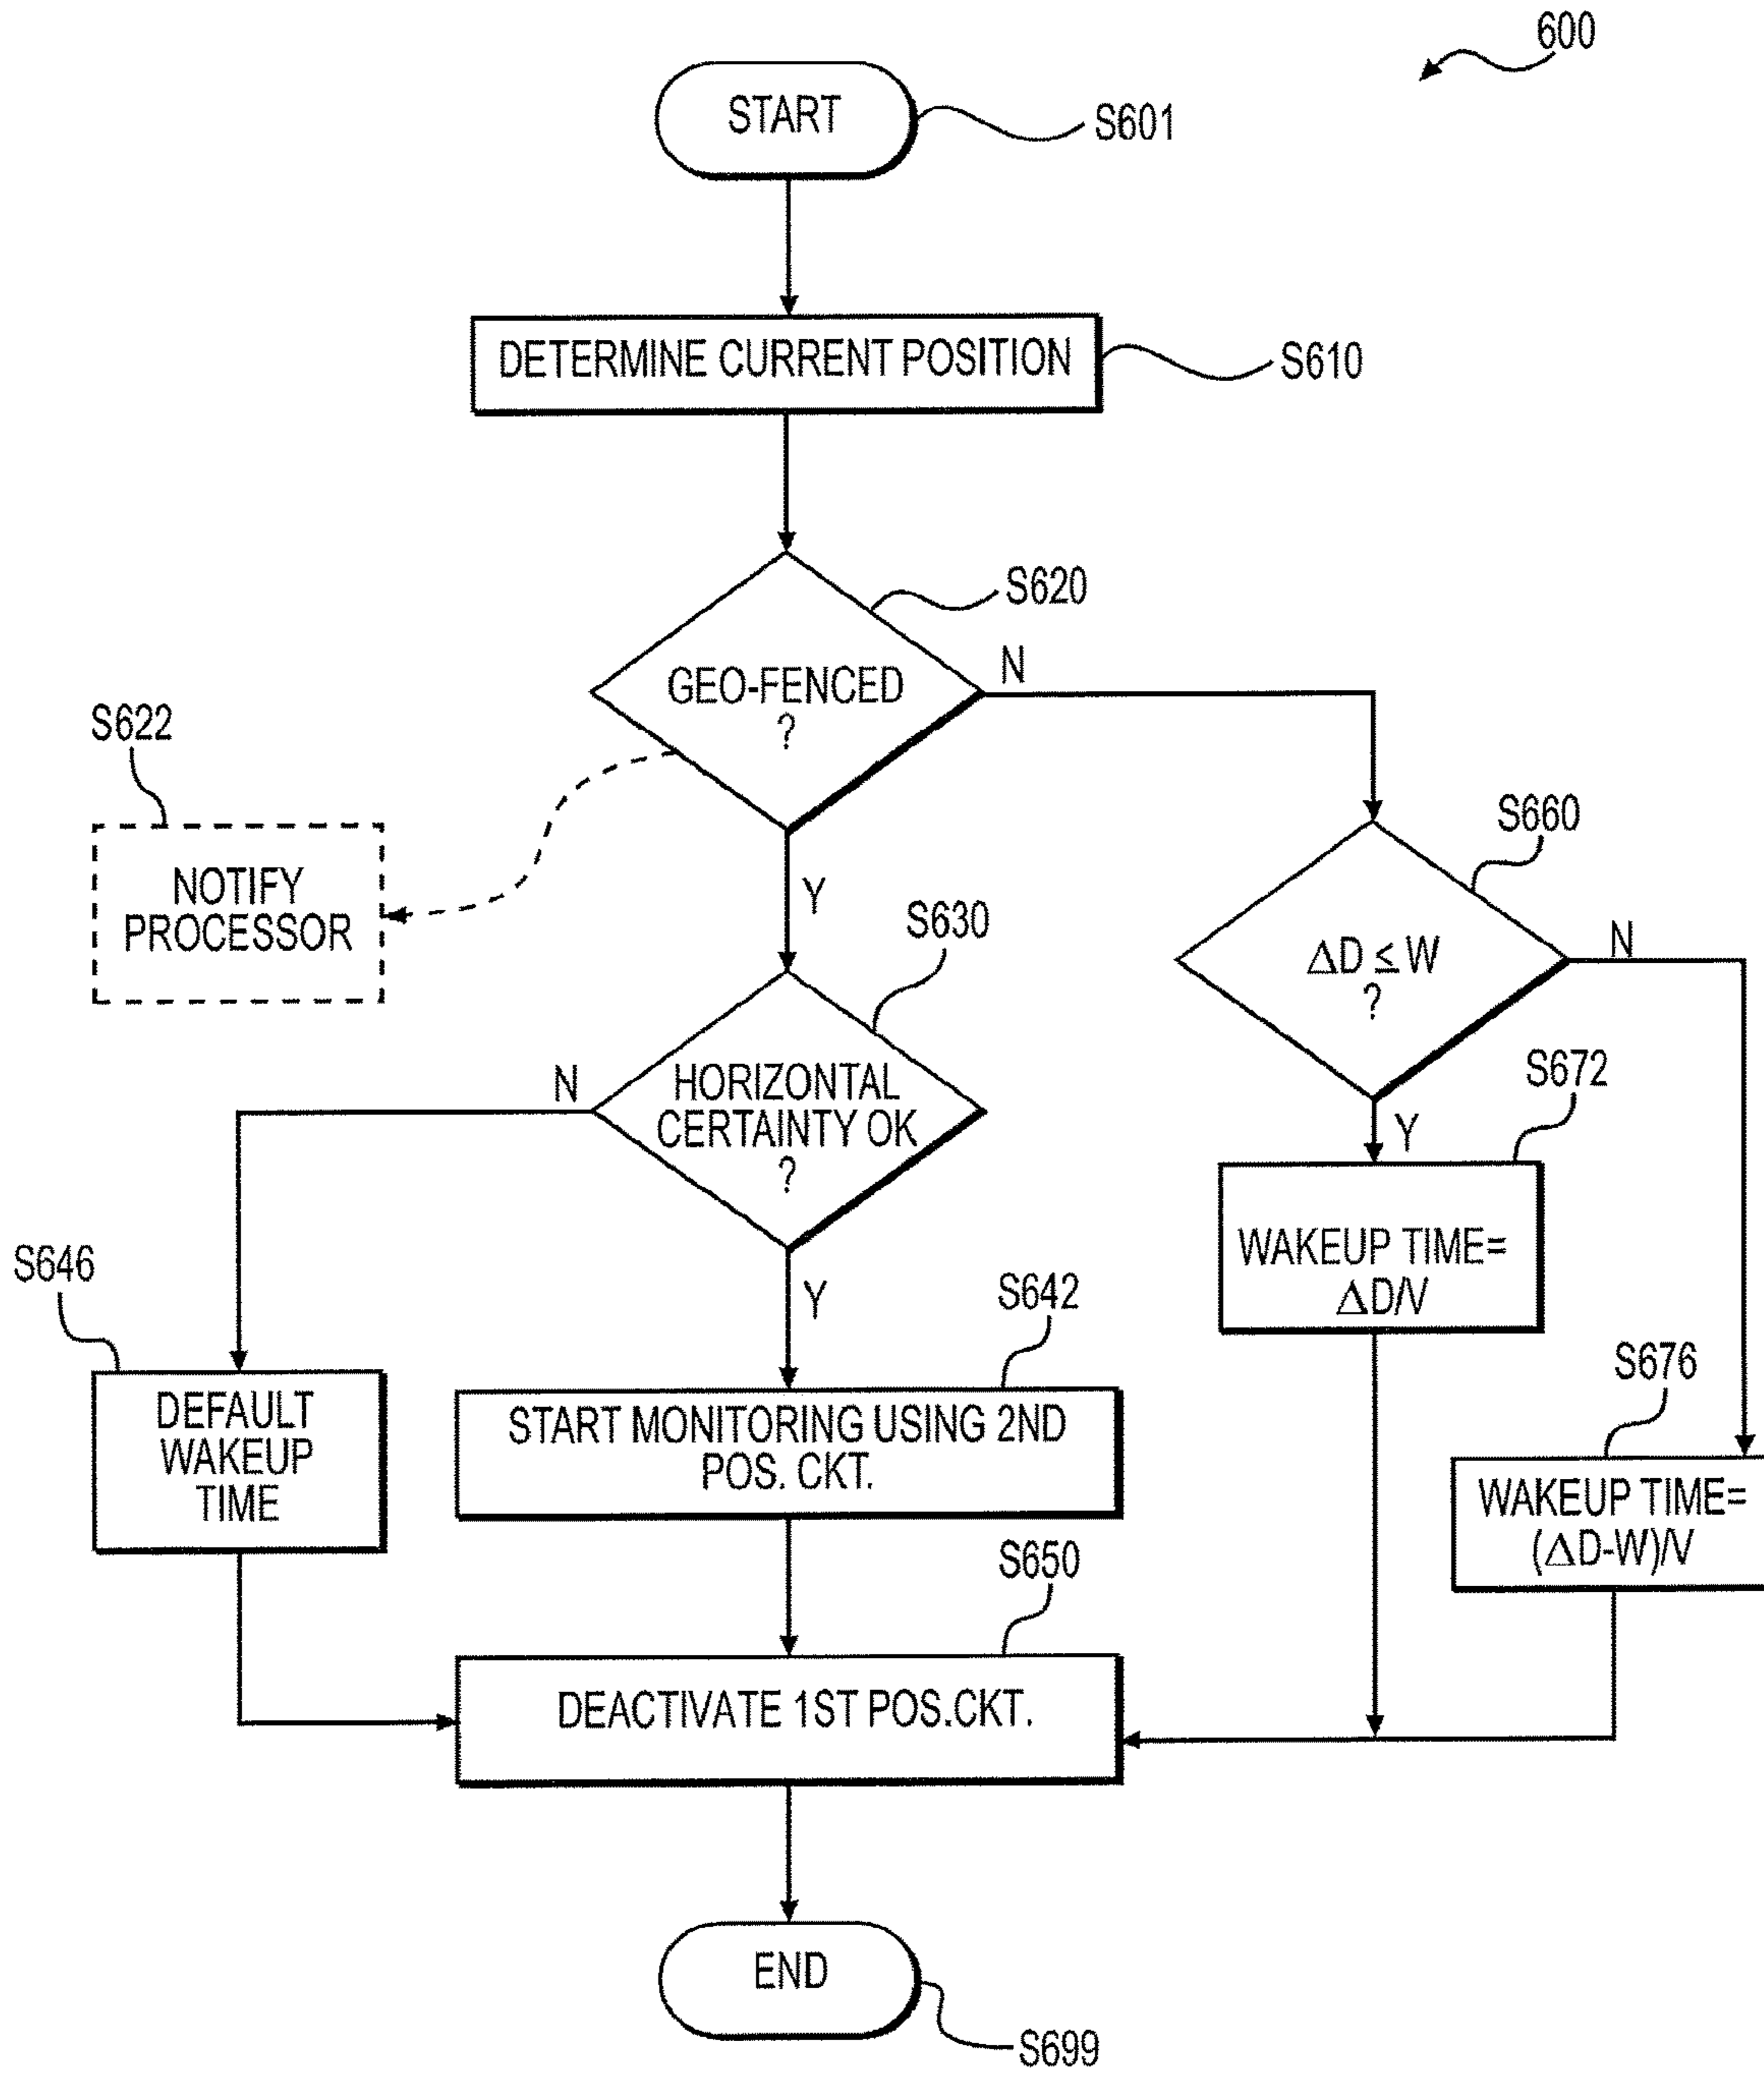 600
START
S601
DETERMINE CURRENT POSITION
S610
S620
GEO-FENCED
?
N
S622
NOTIFY
PROCESSOR
Y
S630
S660
ΔD ≤ W
?
N
HORIZONTAL
CERTAINTY OK
?
N
Y
S672
WAKEUP TIME=
ΔD/V
Y
S646
DEFAULT
WAKEUP
TIME
S642
START MONITORING USING 2ND
POS. CKT.
S676
WAKEUP TIME=
(ΔD-W)/V
S650
DEACTIVATE 1ST POS.CKT.
END
S699